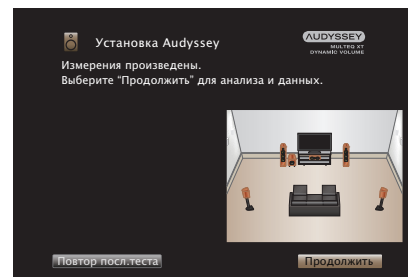 Установка Audyssey
AUDYSSEY
MULTEQ XT
DYNAMIC VOLUME
Измерения произведены.
Выберите “Продолжить” для анализа и данных.
Повтор посл.теста
Продолжить